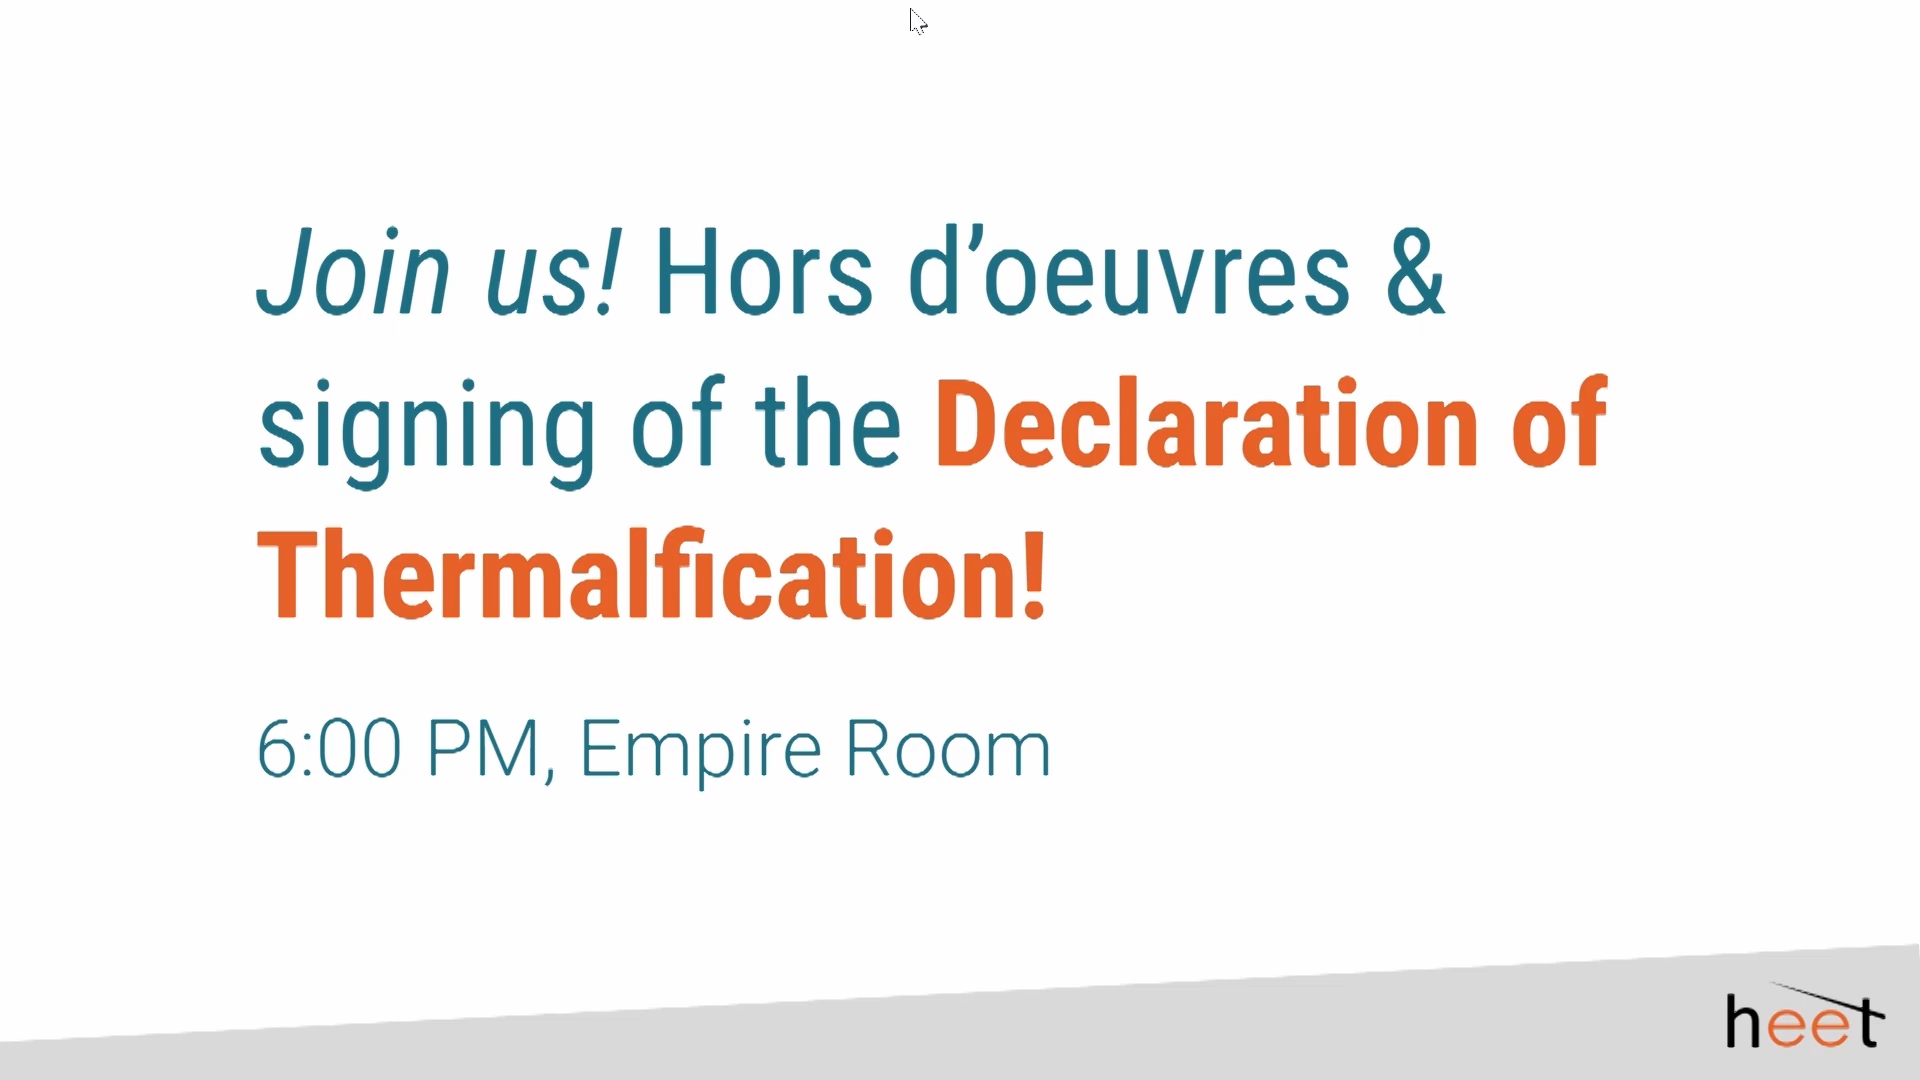 Join us! Hors d’oeuvres &
signing of the Declaration of
Thermalfication!
6:00 PM, Empire Room
heet